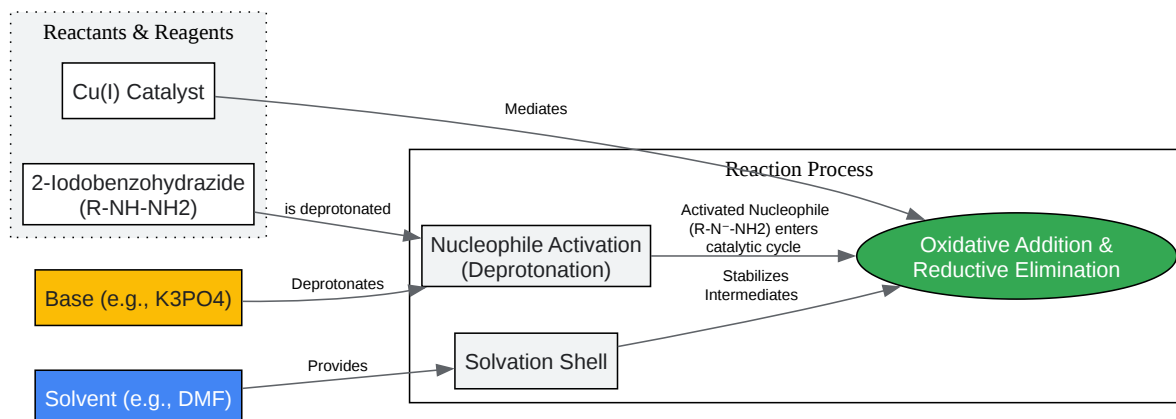 Reactants & Reagents
Cu(I) Catalyst
Mediates
2-Iodobenzohydrazide
(R-NH-NH2)
is deprotonated
Reaction Process
Nucleophile Activation
(Deprotonation)
Activated Nucleophile
(R-N⁻-NH2) enters
catalytic cycle
Oxidative Addition &
Reductive Elimination
Base (e.g., K3PO4)
Deprotonates
Stabilizes
Intermediates
Solvation Shell
Provides
Solvent (e.g., DMF)